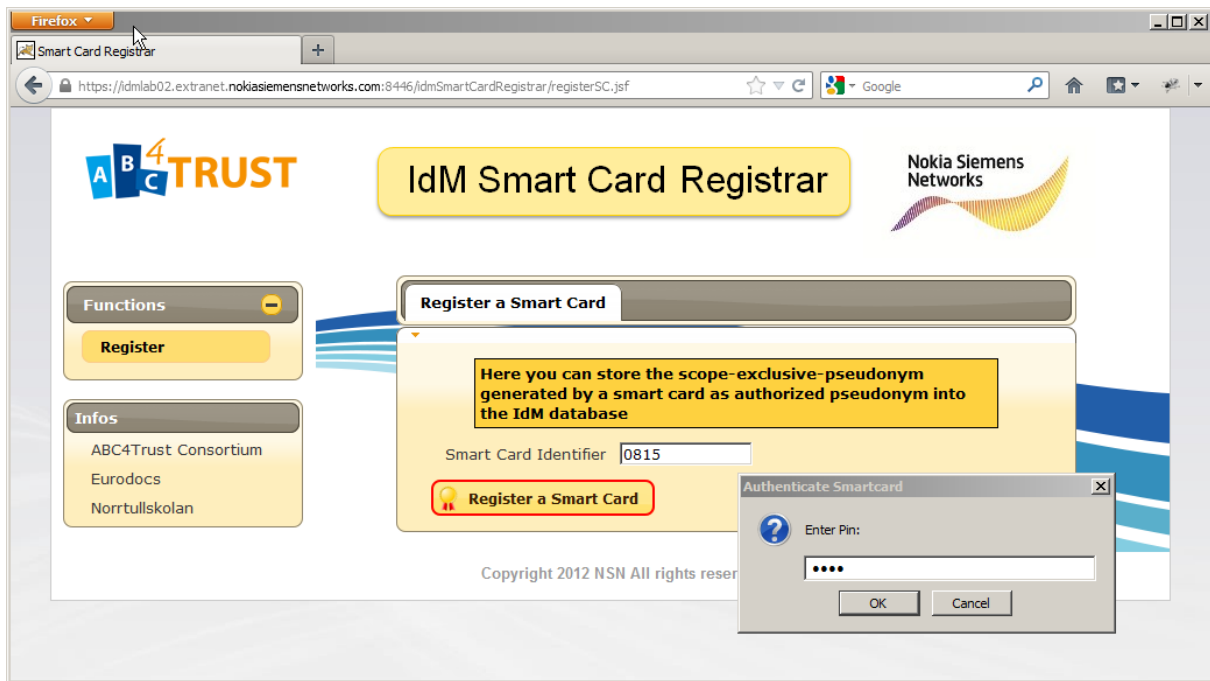 Firefox
Smart Card Registrar
https://idmlab02.extranet.nokiasiemensnetworks.com:8446/idmSmartCardRegistrar/registerSC.jsf
Google
ABC4TRUST
IdM Smart Card Registrar
Nokia Siemens
Networks
Functions
Register
Infos
ABC4Trust Consortium
Eurodocs
Norrtullskolan
Register a Smart Card
Here you can store the scope-exclusive-pseudonym
generated by a smart card as authorized pseudonym into
the IdM database
Smart Card Identifier 0815
Register a Smart Card
Authenticate Smartcard
Enter Pin:
••••
OK Cancel
Copyright 2012 NSN All rights reser